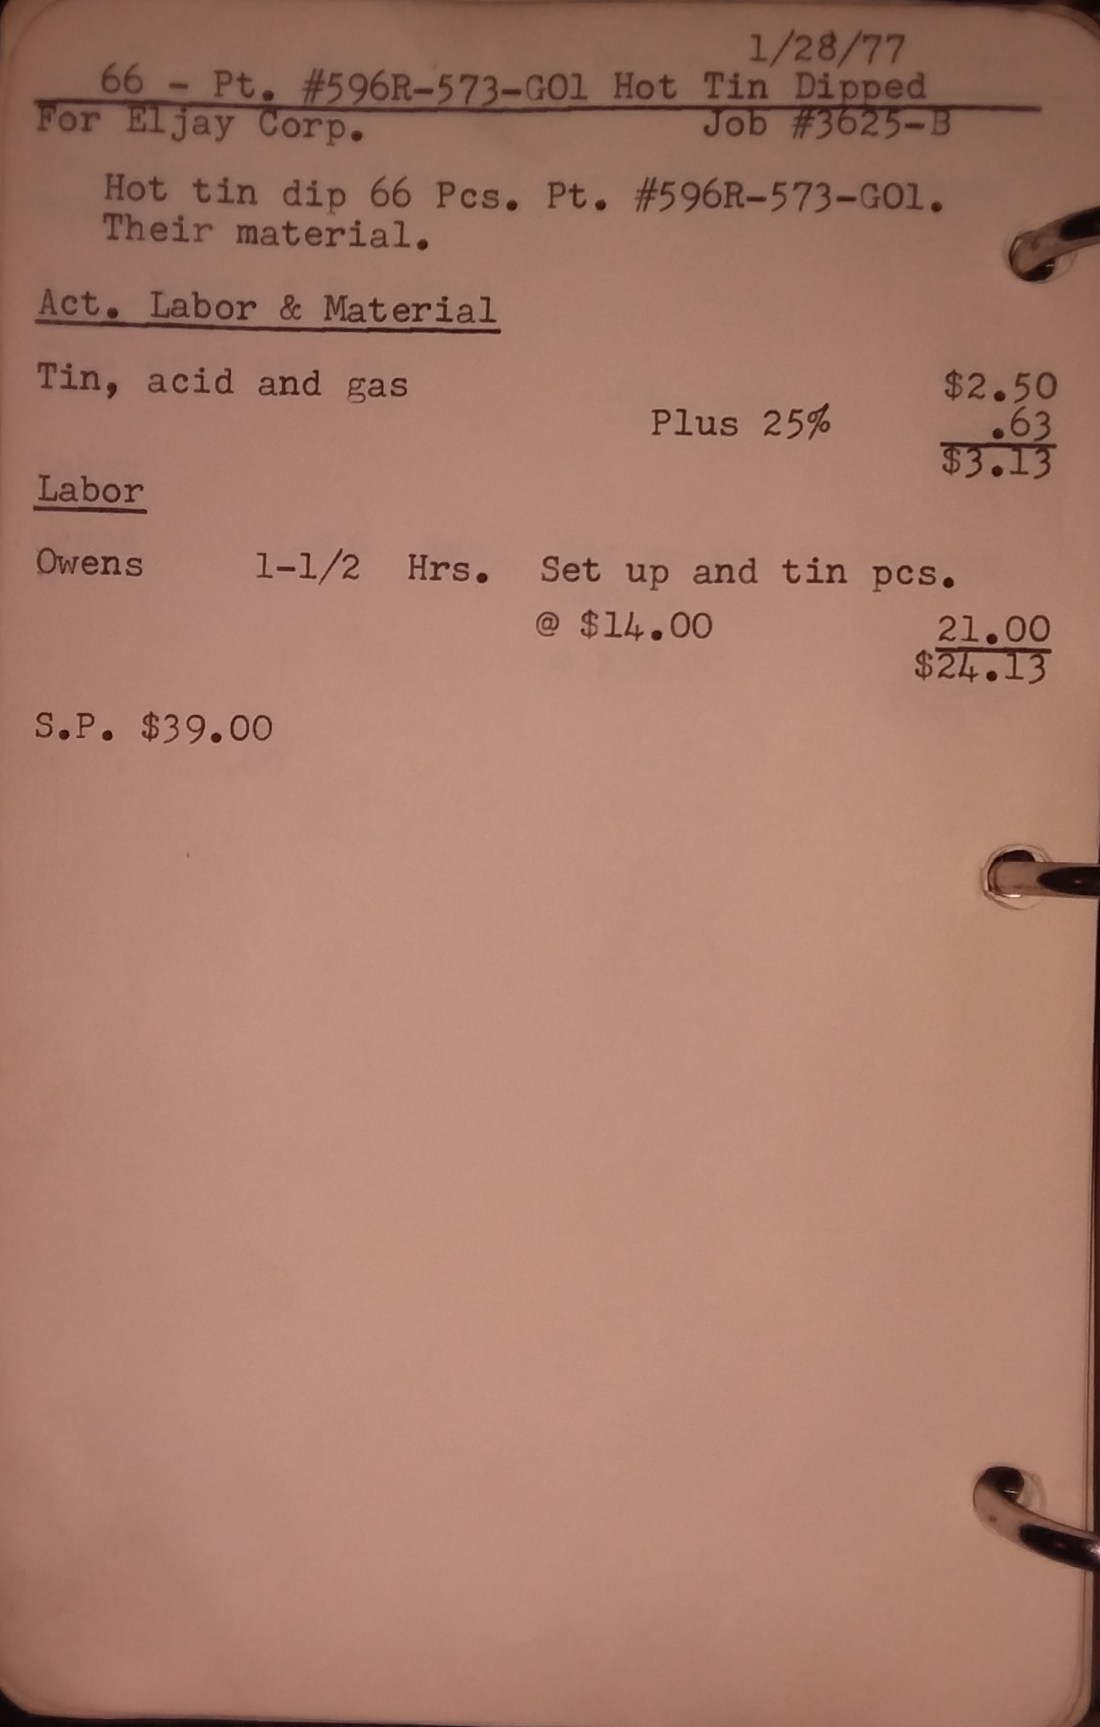 1/28/77
66 - Pt. #596R-573-G01 Hot Tin Dipped
For Eljay Corp. Job #3625-B
Hot tin dip 66 Pcs. Pt. #596R-573-G01.
Their material.
Act. Labor & Material
Tin, acid and gas $2.50
Plus 25% .63
$3.13
Labor
Owens 1-1/2 Hrs. Set up and tin pcs.
@ $14.00 21.00
$24.13
S.P. $39.00